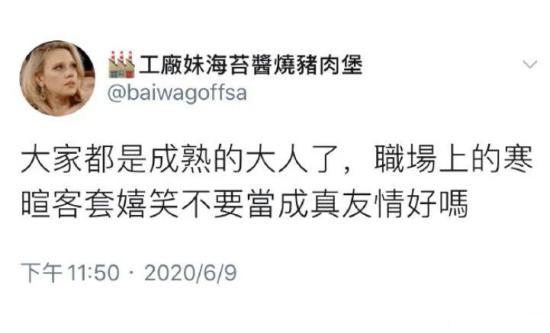 🏭工廠妹海苔醬燒豬肉堡
@baiwagoffsa
大家都是成熟的大人了，職場上的寒
暄客套嬉笑不要當成真友情好嗎
下午11:50 · 2020/6/9